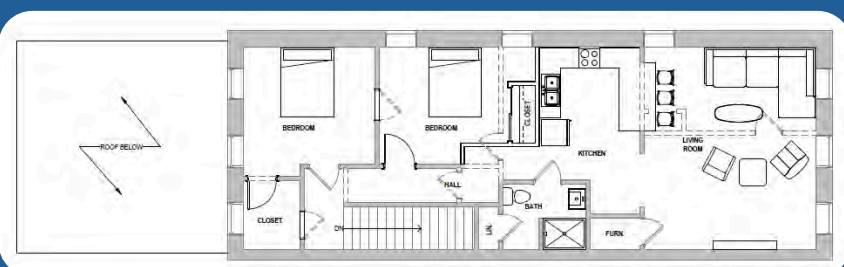 BEDROOM
BEDROOM
CLOSET
KITCHEN
LIVING
ROOM
ROOF BELOW
HALL
CLOSET
BATH
DN
LIN.
FURN.